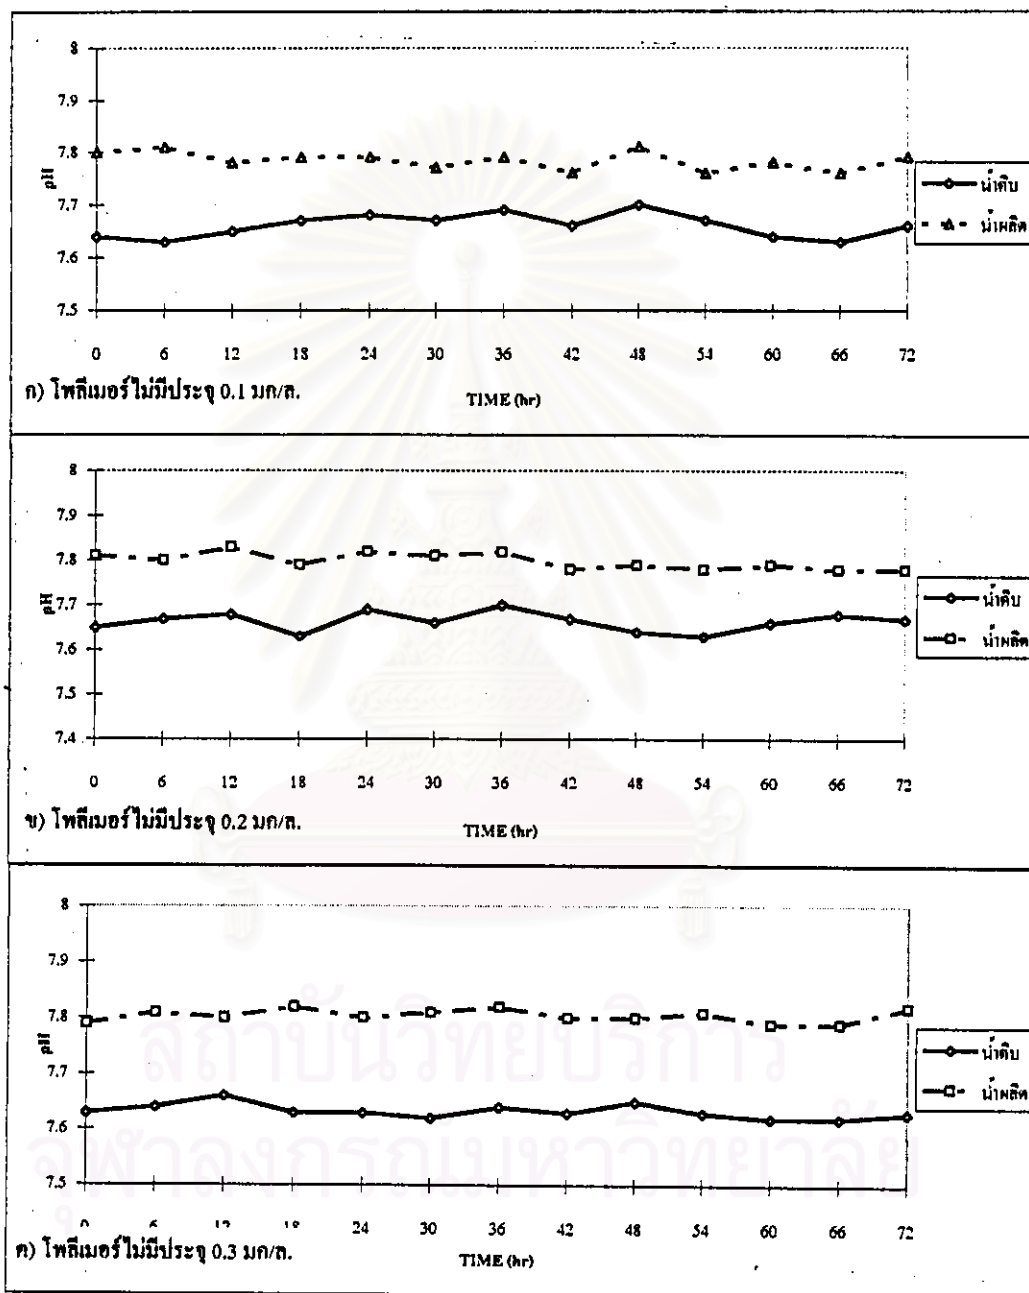 8
7.9
7.8
7.7
7.6
7.5
pH
น้ำดิบ
น้ำผลิต
0 6 12 18 24 30 36 42 48 54 60 66 72
TIME (hr)
ก) โพลีเมอร์ไม่มีประจุ 0.1 มก/ล.
8
7.9
7.8
7.7
7.6
7.5
7.4
pH
น้ำดิบ
น้ำผลิต
0 6 12 18 24 30 36 42 48 54 60 66 72
TIME (hr)
ข) โพลีเมอร์ไม่มีประจุ 0.2 มก/ล.
8
7.9
7.8
7.7
7.6
7.5
pH
น้ำดิบ
น้ำผลิต
0 6 12 18 24 30 36 42 48 54 60 66 72
TIME (hr)
ค) โพลีเมอร์ไม่มีประจุ 0.3 มก/ล.
สถาบันวิทยบริการ
จุฬาลงกรณ์มหาวิทยาลัย